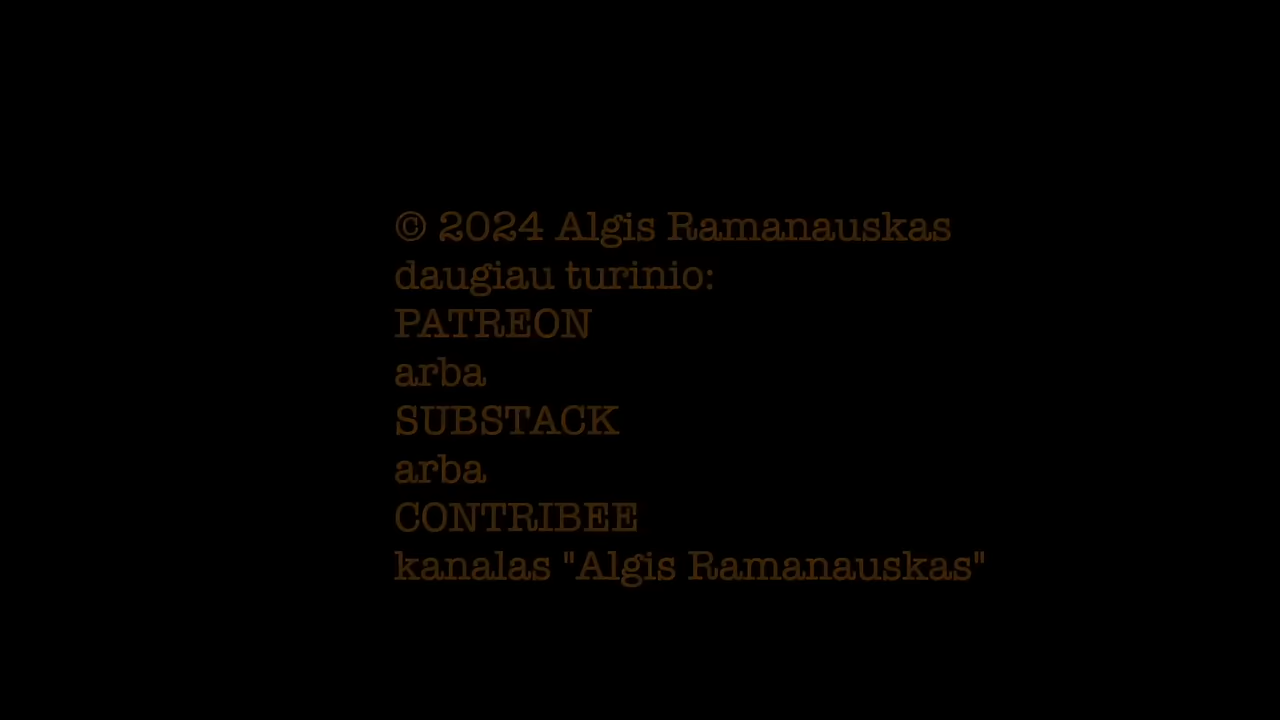 © 2024 Algis Ramanauskas
daugiau turinio:
PATREON
arba
SUBSTACK
arba
CONTRIBEE
kanalas "Algis Ramanauskas"